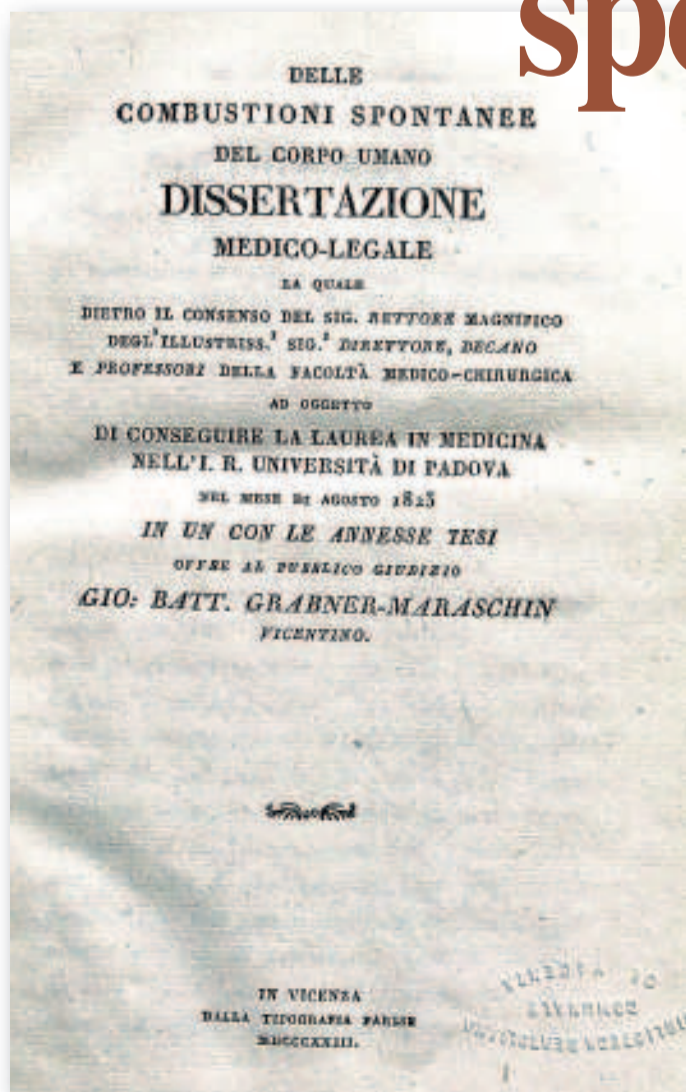 spe
DELLE
COMBUSTIONI SPONTANEE
DEL CORPO UMANO
DISSERTAZIONE
MEDICO-LEGALE
LA QUALE
DIETRO IL CONSENSO DEL SIG. RETTORE MAGNIFICO
DEGL'ILLUSTRISS.ⁱ SIG.ⁱ DIRETTORE, DECANO
E PROFESSORI DELLA FACOLTÀ MEDICO-CHIRURGICA
AD OGGETTO
DI CONSEGUIRE LA LAUREA IN MEDICINA
NELL'I. R. UNIVERSITÀ DI PADOVA
NEL MESE DI AGOSTO 1823
IN UN CON LE ANNESSE TESI
OFFRE AL PUBBLICO GIUDIZIO
GIO: BATT. GRABNER-MARASCHIN
VICENTINO.
IN VICENZA
DALLA TIPOGRAFIA PARISE
MDCCCXXIII.